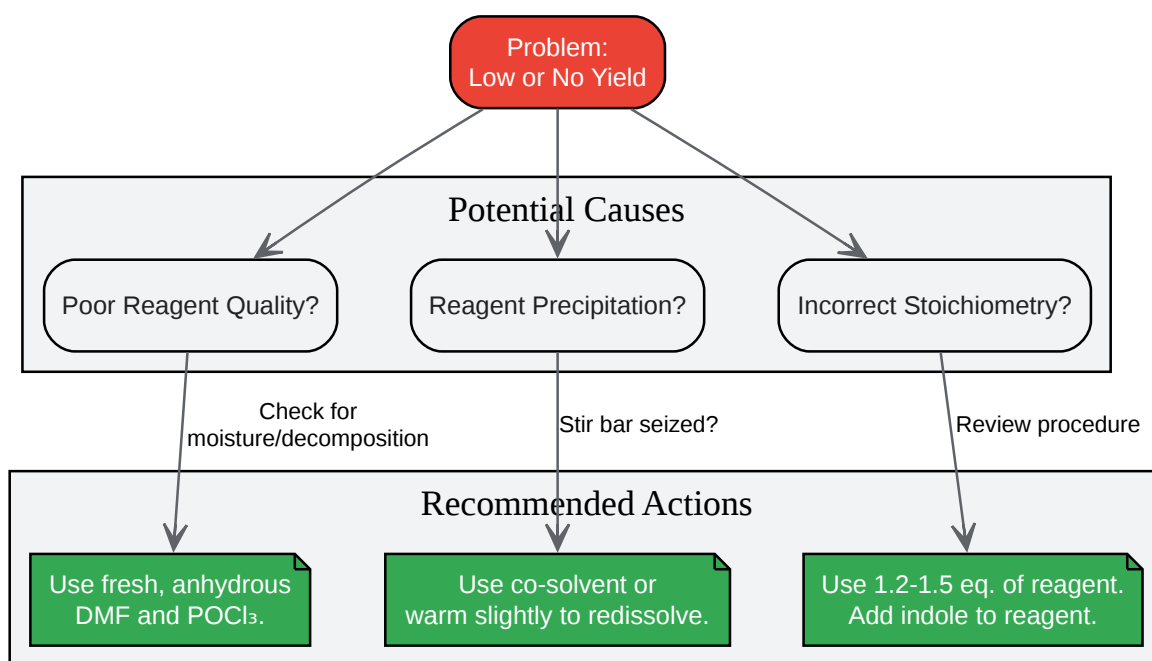 Problem:
Low or No Yield
Potential Causes
Poor Reagent Quality?
Reagent Precipitation?
Incorrect Stoichiometry?
Check for
moisture/decomposition
Stir bar seized?
Review procedure
Recommended Actions
Use fresh, anhydrous
DMF and POCl₃.
Use co-solvent or
warm slightly to redissolve.
Use 1.2-1.5 eq. of reagent.
Add indole to reagent.